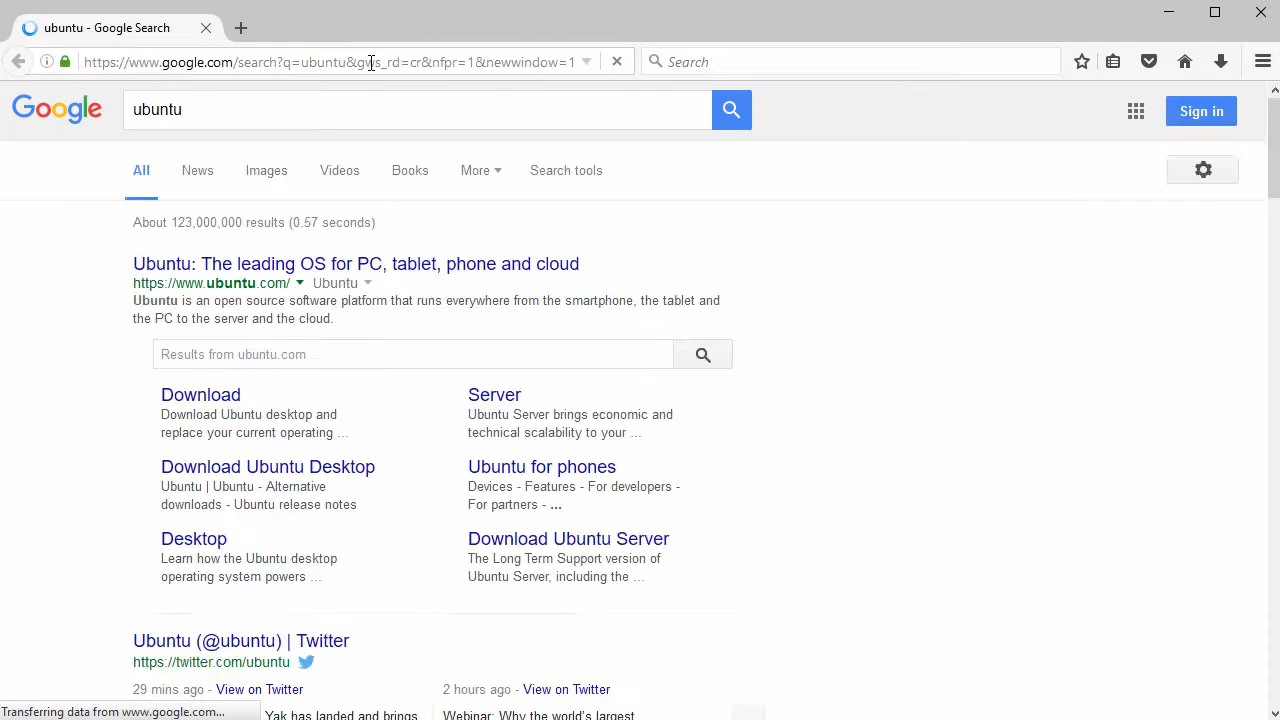 ubuntu - Google Search
https://www.google.com/search?q=ubuntu&gws_rd=cr&nfpr=1&newwindow=1
Search
Google
ubuntu
Sign in
All News Images Videos Books More Search tools
About 123,000,000 results (0.57 seconds)
Ubuntu: The leading OS for PC, tablet, phone and cloud
https://www.ubuntu.com/ Ubuntu
Ubuntu is an open source software platform that runs everywhere from the smartphone, the tablet and
the PC to the server and the cloud.
Results from ubuntu.com
Download
Download Ubuntu desktop and
replace your current operating ...
Server
Ubuntu Server brings economic and
technical scalability to your ...
Download Ubuntu Desktop
Ubuntu | Ubuntu - Alternative
downloads - Ubuntu release notes
Ubuntu for phones
Devices - Features - For developers -
For partners - ...
Desktop
Learn how the Ubuntu desktop
operating system powers ...
Download Ubuntu Server
The Long Term Support version of
Ubuntu Server, including the ...
Ubuntu (@ubuntu) | Twitter
https://twitter.com/ubuntu
29 mins ago - View on Twitter
2 hours ago - View on Twitter
Yak has landed and brings
Webinar: Why the world's largest
Transferring data from www.google.com...